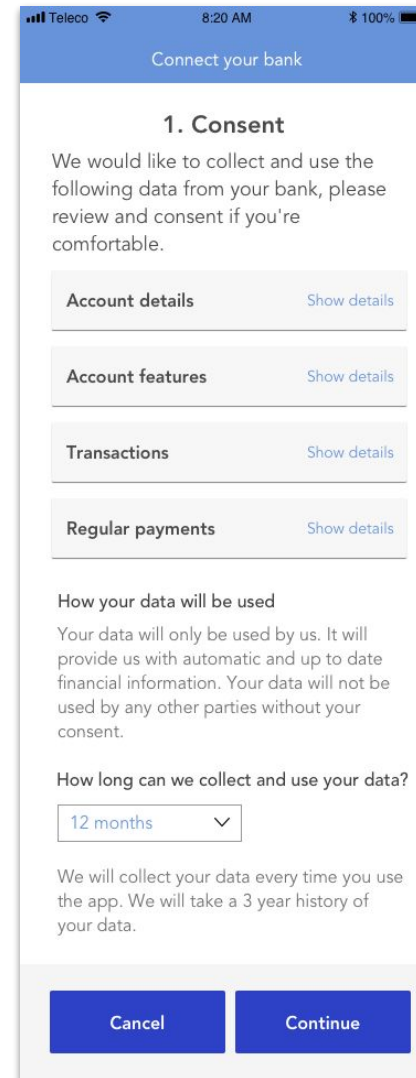 Teleco 8:20 AM 100%
Connect your bank
1. Consent
We would like to collect and use the
following data from your bank, please
review and consent if you're
comfortable.
Account details Show details
Account features Show details
Transactions Show details
Regular payments Show details
How your data will be used
Your data will only be used by us. It will
provide us with automatic and up to date
financial information. Your data will not be
used by any other parties without your
consent.
How long can we collect and use your data?
12 months
We will collect your data every time you use
the app. We will take a 3 year history of
your data.
Cancel Continue